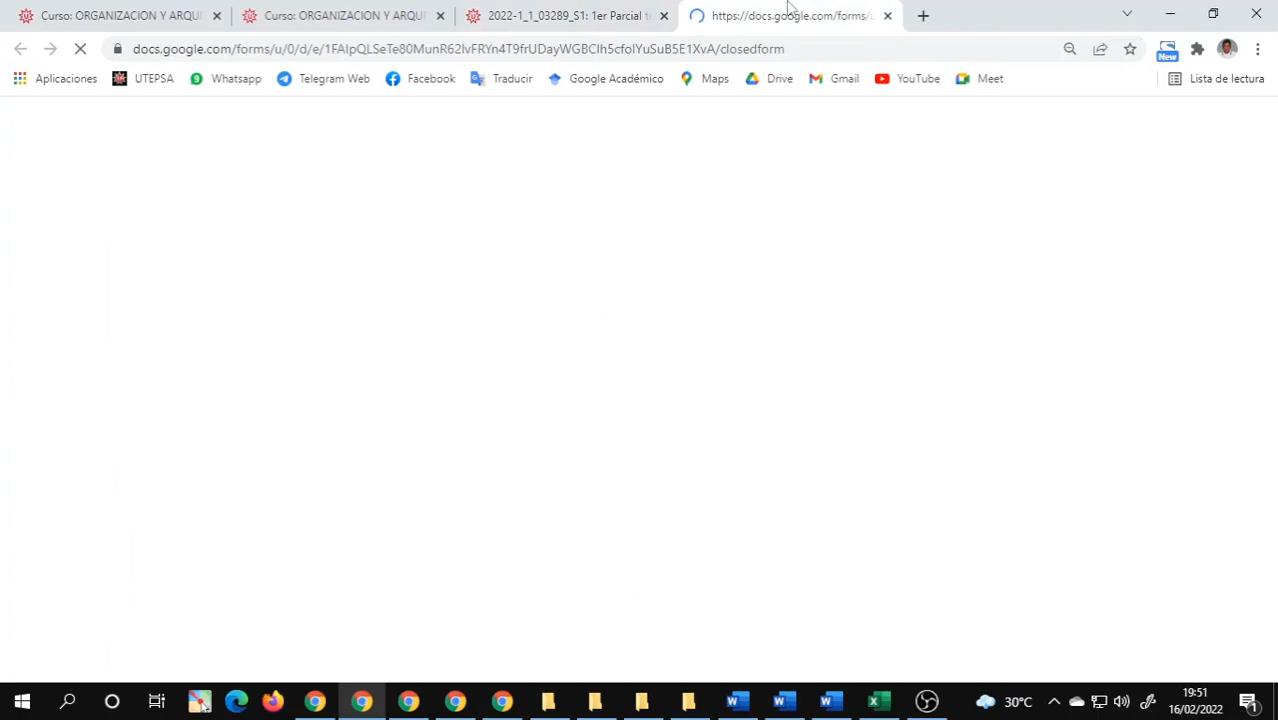 Curso: ORGANIZACION Y ARQUI
Curso: ORGANIZACION Y ARQUI
2022-1_1_03289_S1: 1er Parcial t
https://docs.google.com/forms/u
docs.google.com/forms/u/0/d/e/1FAIpQLSeTe80MunR62lvFRYn4T9frUDayWGBClh5cfoIYuSuB5E1XvA/closedform
New
Aplicaciones
UTEPSA
Whatsapp
Telegram Web
Facebook
Traducir
Google Académico
Maps
Drive
Gmail
YouTube
Meet
Lista de lectura
30°C
19:51
16/02/2022
1